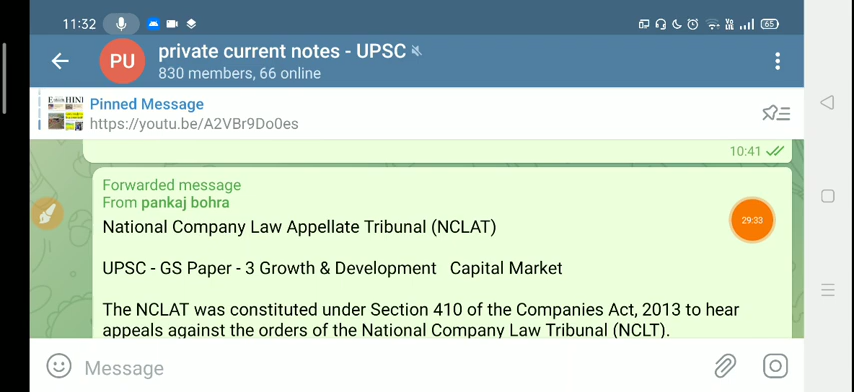 11:32
65
PU
private current notes - UPSC
830 members, 66 online
Pinned Message
https://youtu.be/A2VBr9Do0es
10:41
Forwarded message
From pankaj bohra
National Company Law Appellate Tribunal (NCLAT)
29:33
UPSC - GS Paper - 3 Growth & Development Capital Market
The NCLAT was constituted under Section 410 of the Companies Act, 2013 to hear
appeals against the orders of the National Company Law Tribunal (NCLT).
Message